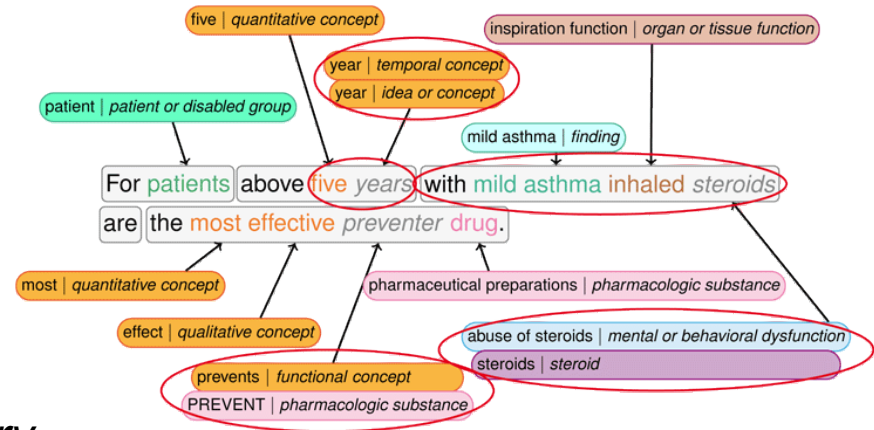 five | quantitative concept
inspiration function | organ or tissue function
year | temporal concept
year | idea or concept
patient | patient or disabled group
mild asthma | finding
For patients above five years with mild asthma inhaled steroids
are the most effective preventer drug.
most | quantitative concept
pharmaceutical preparations | pharmacologic substance
effect | qualitative concept
abuse of steroids | mental or behavioral dysfunction
steroids | steroid
prevents | functional concept
PREVENT | pharmacologic substance